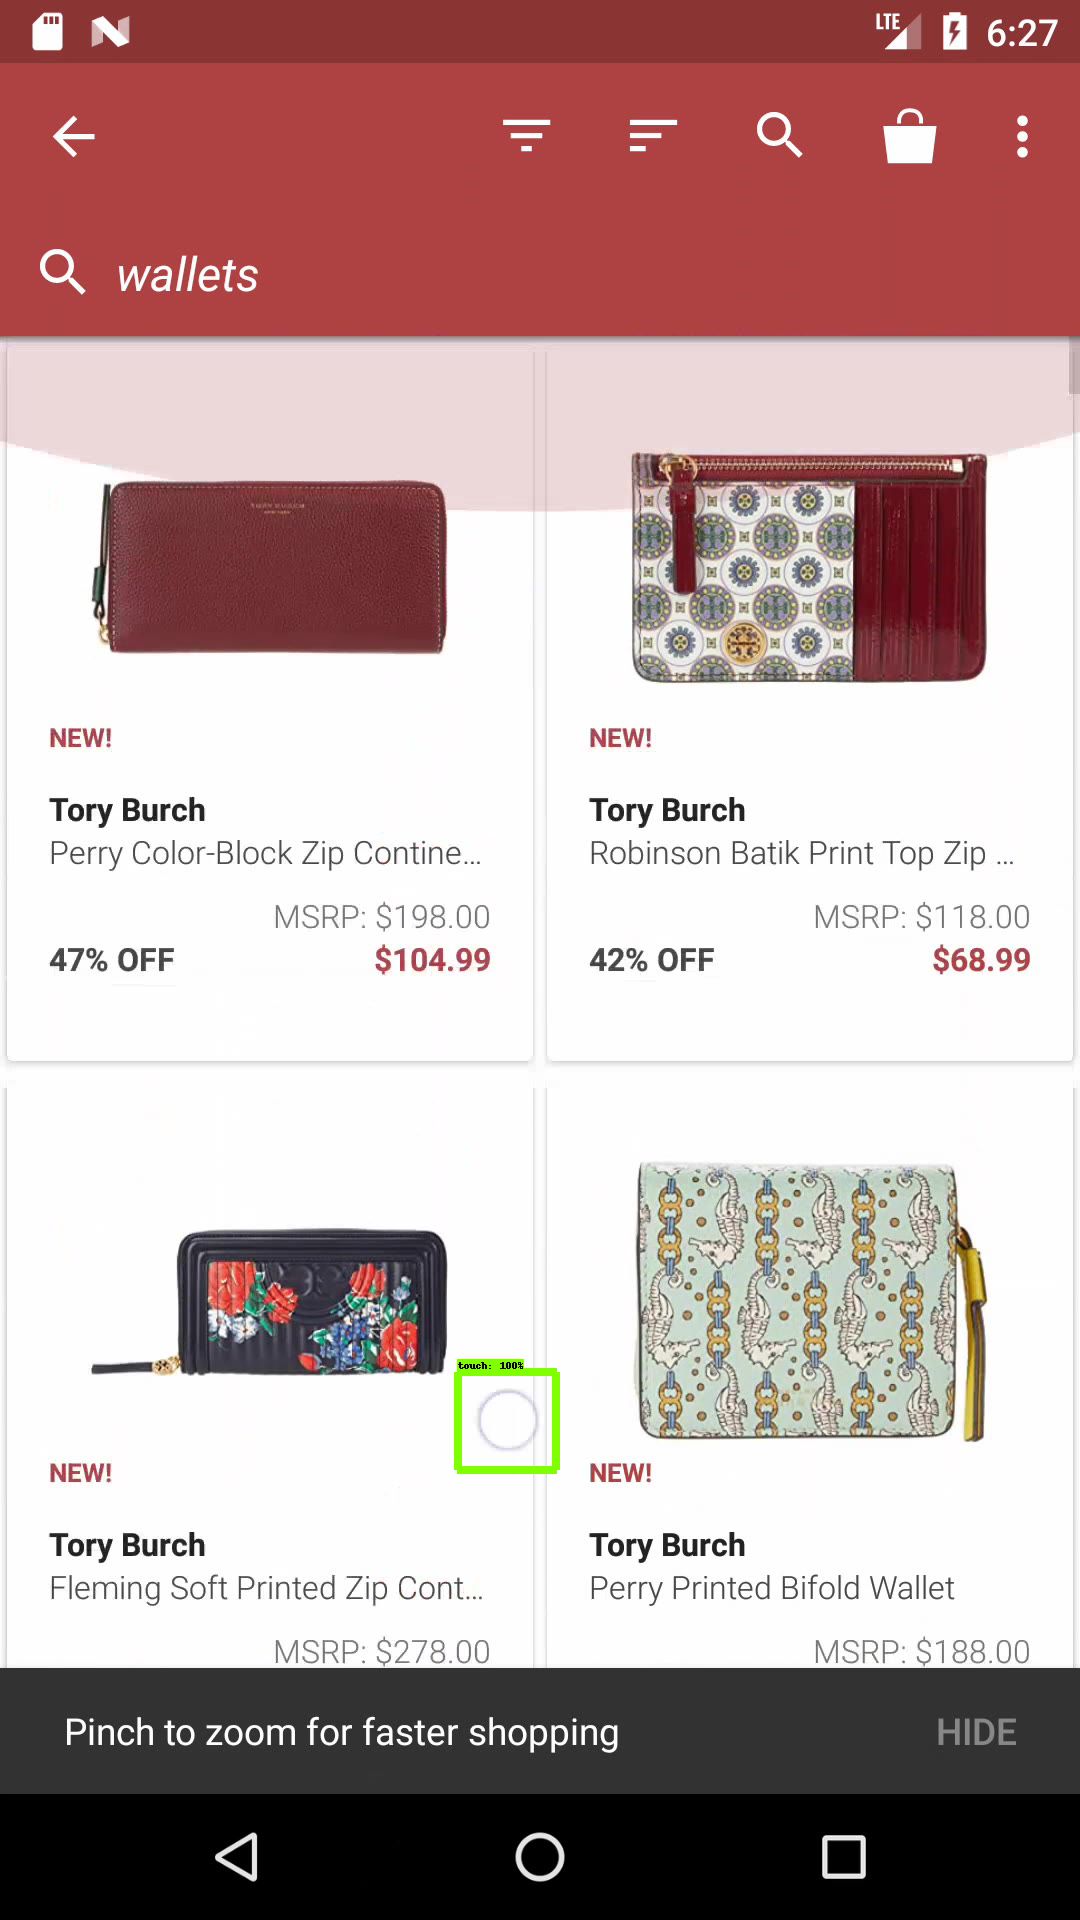 LTE
6:27
wallets
TORY BURCH
NEW!
Tory Burch
Perry Color-Block Zip Contine...
MSRP: $198.00
47% OFF
$104.99
NEW!
Tory Burch
Robinson Batik Print Top Zip ...
MSRP: $118.00
42% OFF
$68.99
touch: 100%
NEW!
Tory Burch
Fleming Soft Printed Zip Cont...
MSRP: $278.00
NEW!
Tory Burch
Perry Printed Bifold Wallet
MSRP: $188.00
Pinch to zoom for faster shopping
HIDE